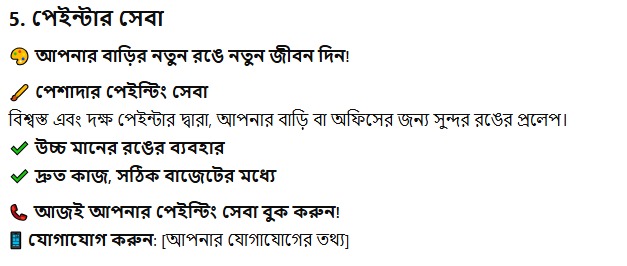 5. পেইন্টার সেবা
🎨 আপনার বাড়ির নতুন রঙে নতুন জীবন দিন!
🖌️ পেশাদার পেইন্টিং সেবা
বিশ্বস্ত এবং দক্ষ পেইন্টার দ্বারা, আপনার বাড়ি বা অফিসের জন্য সুন্দর রঙের প্রলেপ।
✔️ উচ্চ মানের রঙের ব্যবহার
✔️ দ্রুত কাজ, সঠিক বাজেটের মধ্যে
📞 আজই আপনার পেইন্টিং সেবা বুক করুন!
📱 যোগাযোগ করুন: [আপনার যোগাযোগের তথ্য]